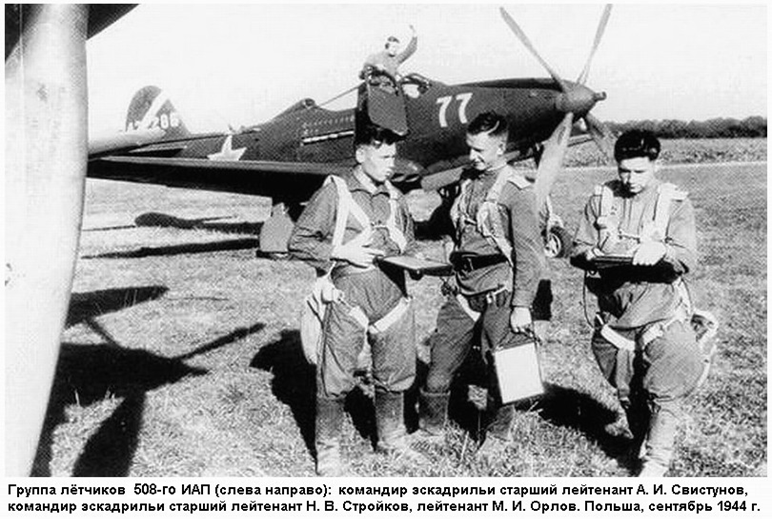 77
286
Группа лётчиков 508-го ИАП (слева направо): командир эскадрильи старший лейтенант А. И. Свистунов,
командир эскадрильи старший лейтенант Н. В. Стройков, лейтенант М. И. Орлов. Польша, сентябрь 1944 г.